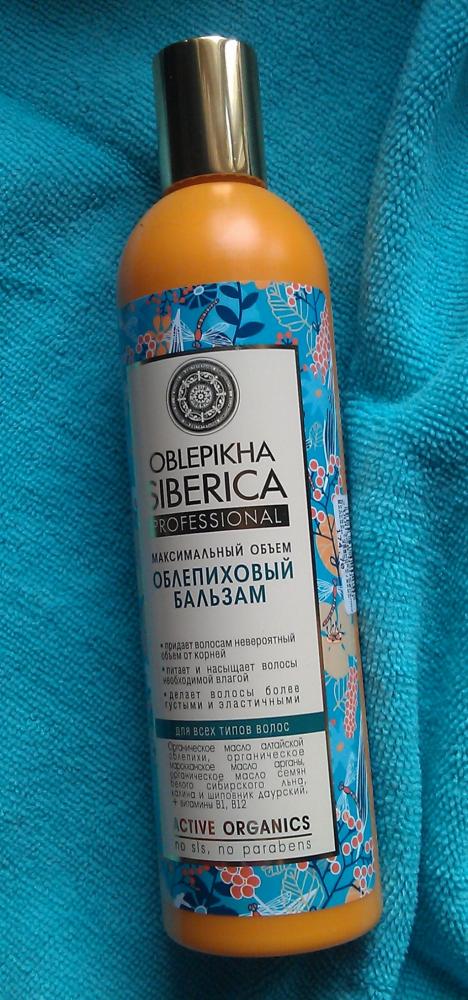 OBLEPIKHA
SIBERICA
PROFESSIONAL
МАКСИМАЛЬНЫЙ ОБЪЕМ
ОБЛЕПИХОВЫЙ
БАЛЬЗАМ
• придает волосам невероятный
объем от корней
• питает и насыщает волосы
необходимой влагой
• делает волосы более
густыми и эластичными
для всех типов волос
Органическое масло алтайской
облепихи, органическое
марокканское масло арганы,
органическое масло семян
белого сибирского льна,
калина и шиповник даурский,
+ витамины B1, B12
ACTIVE ORGANICS
no sls, no parabens